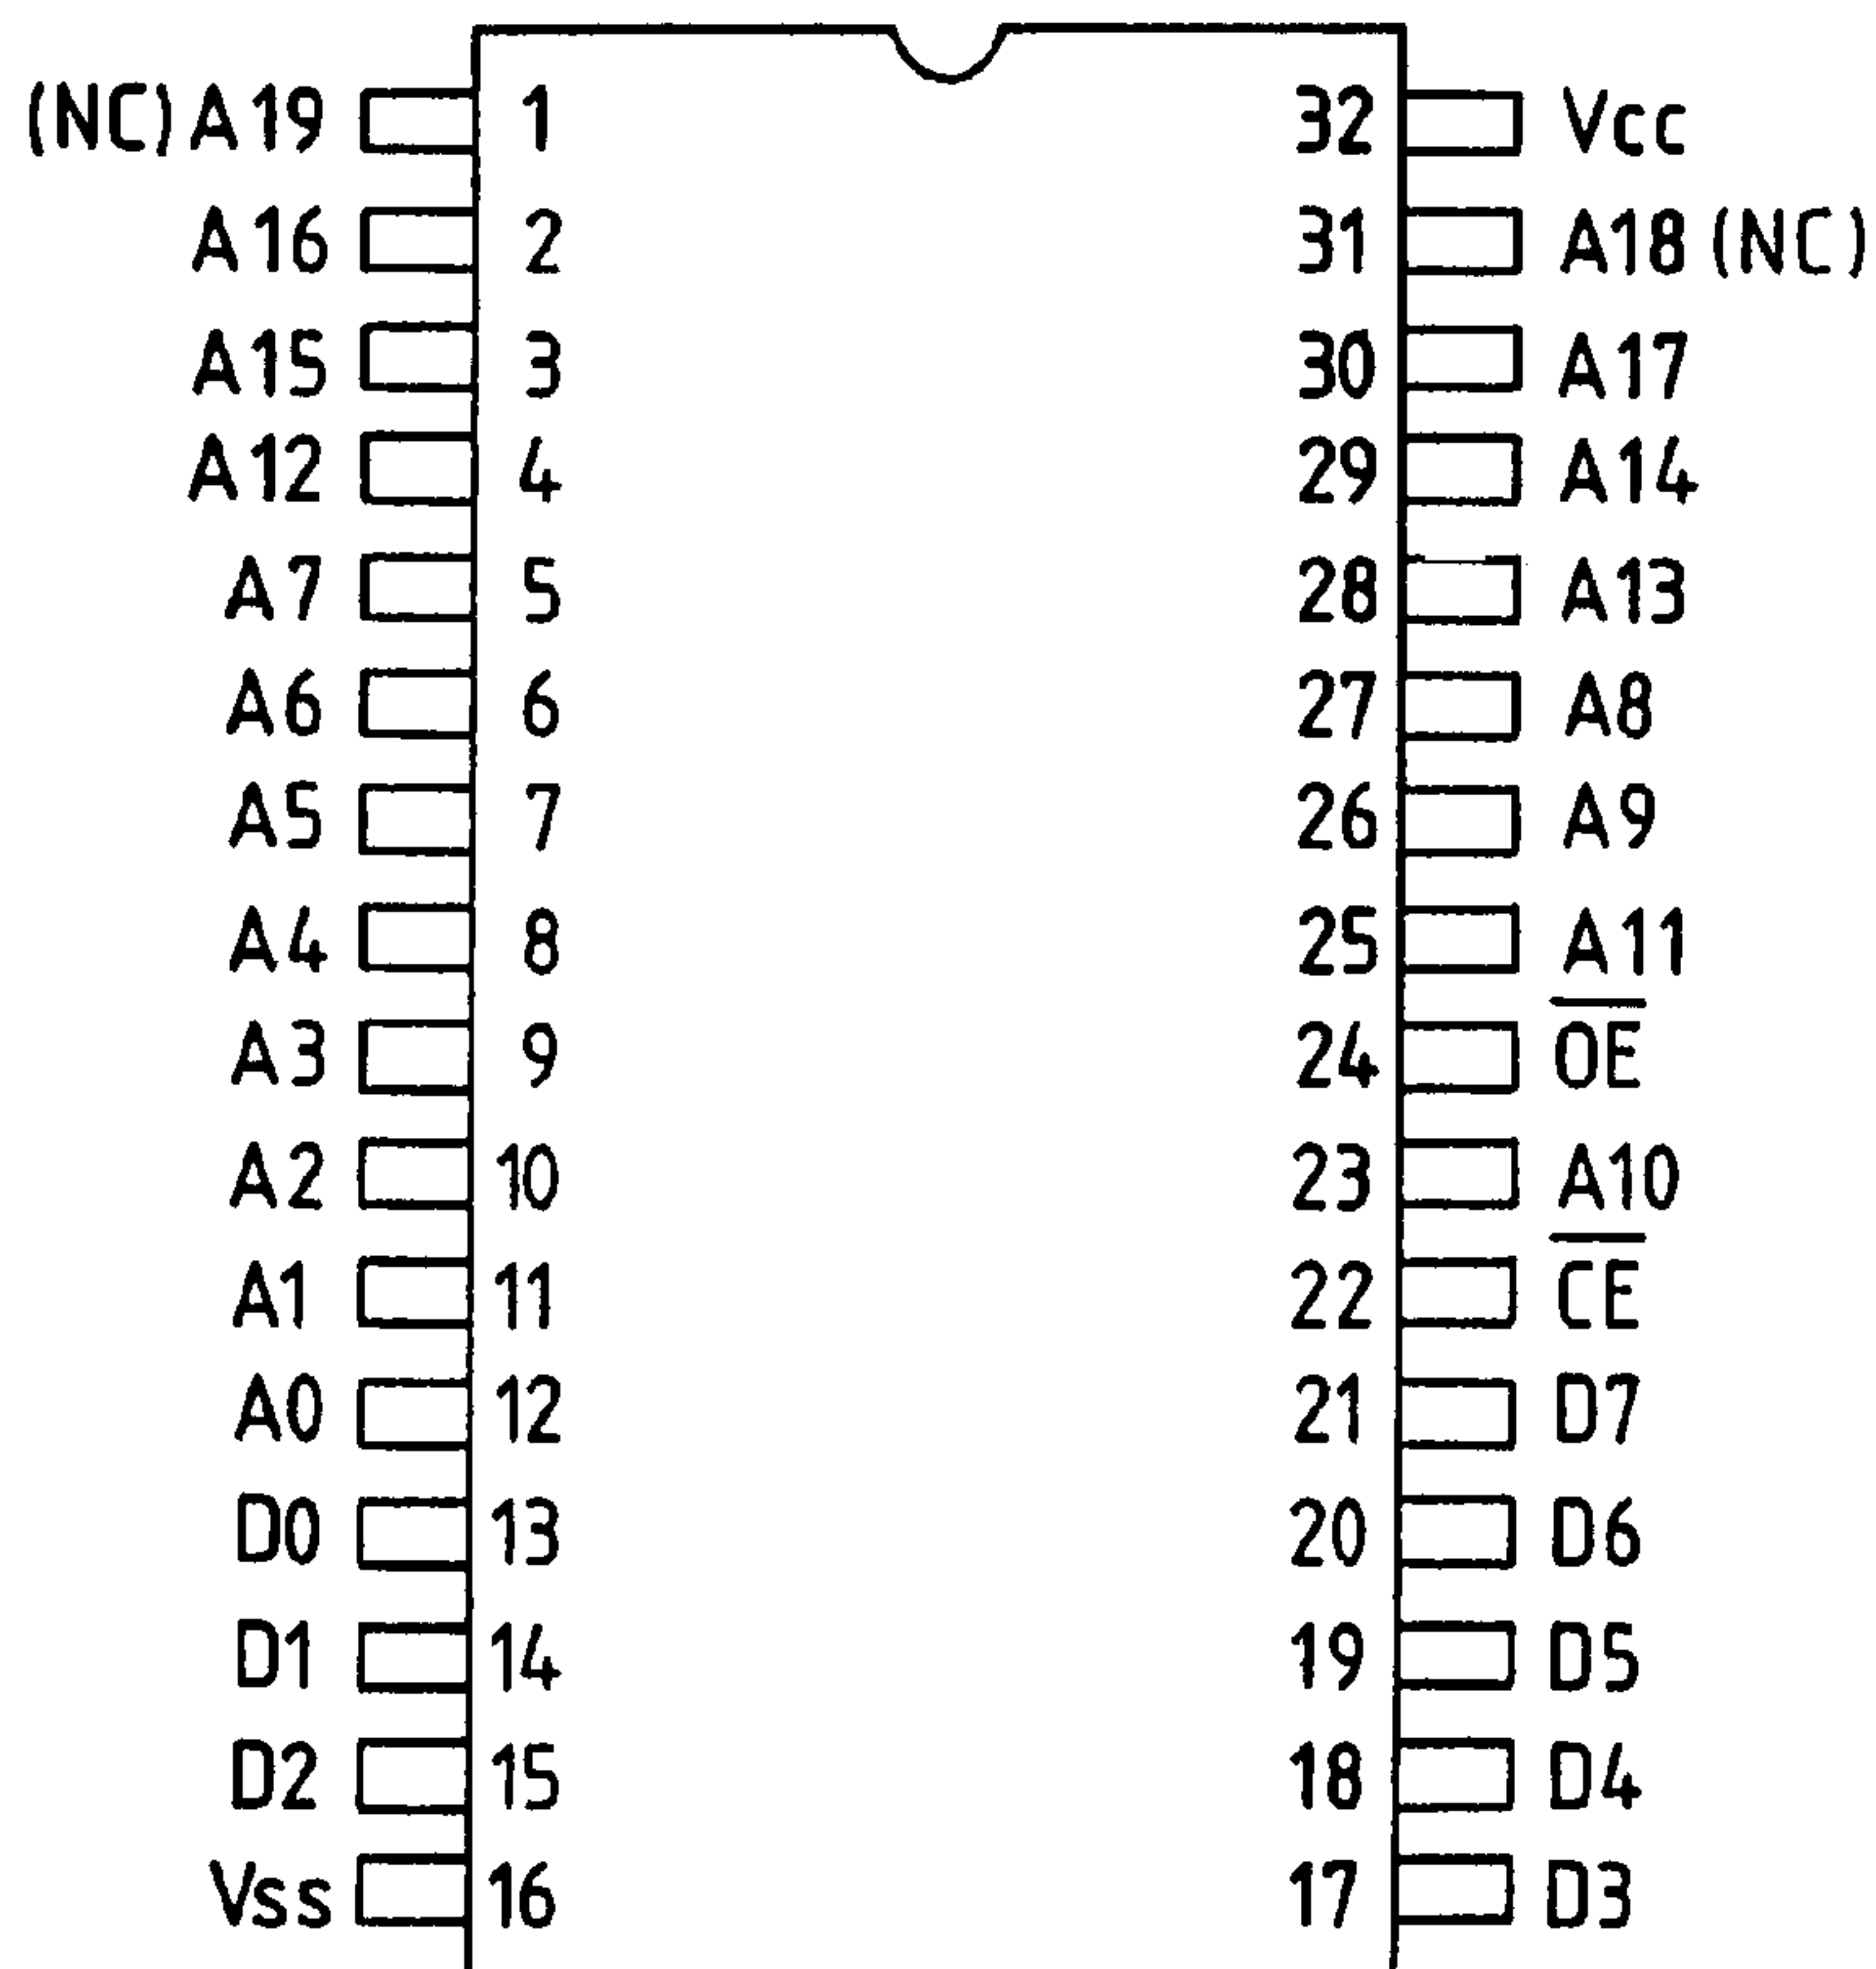 (NC) A19 1 32 Vcc
A16 2 31 A18 (NC)
A15 3 30 A17
A12 4 29 A14
A7 5 28 A13
A6 6 27 A8
A5 7 26 A9
A4 8 25 A11
A3 9 24 O̅E̅
A2 10 23 A10
A1 11 22 C̅E̅
A0 12 21 D7
D0 13 20 D6
D1 14 19 D5
D2 15 18 D4
Vss 16 17 D3